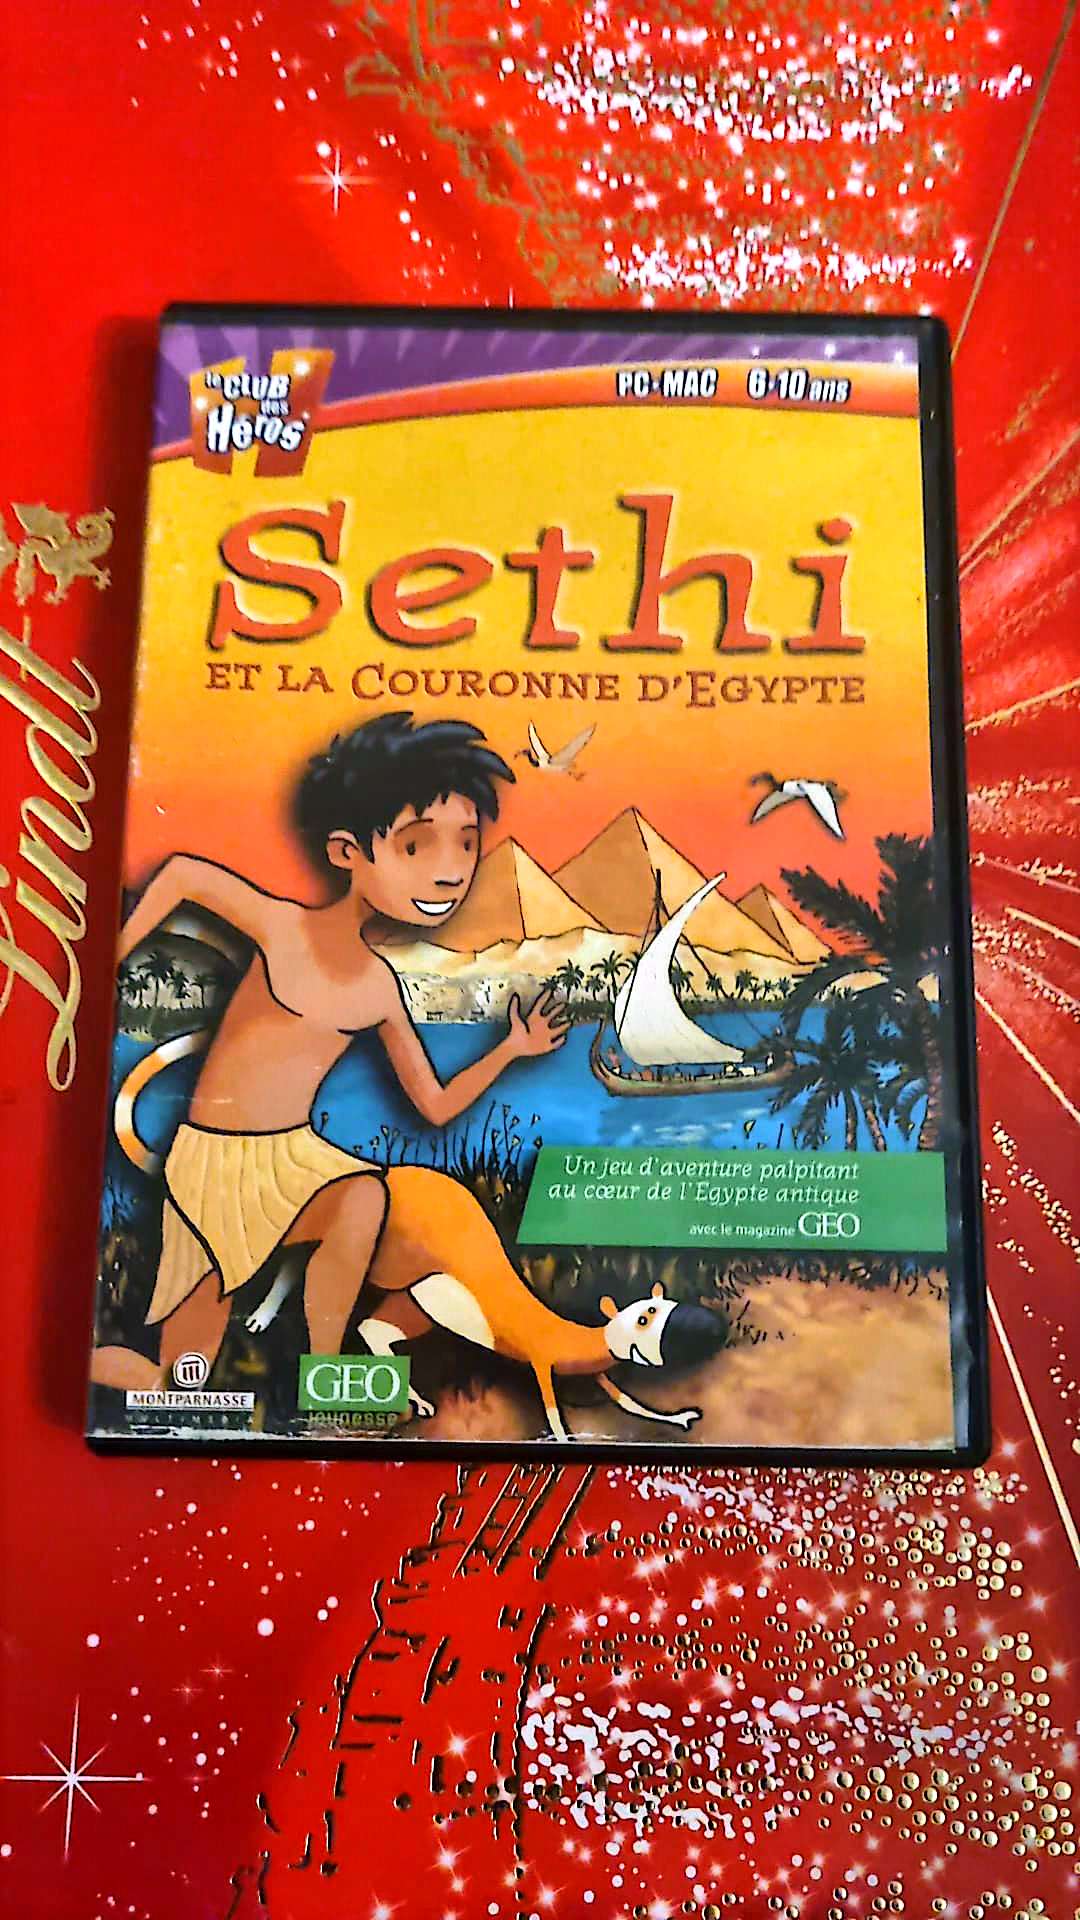 le CLUB
des
Héros
PC·MAC 6·10 ans
Sethi
ET LA COURONNE D'EGYPTE
Lindt
Un jeu d'aventure palpitant
au cœur de l'Egypte antique
avec le magazine GEO
MONTPARNASSE
MULTIMEDIA
GEO
jeunesse